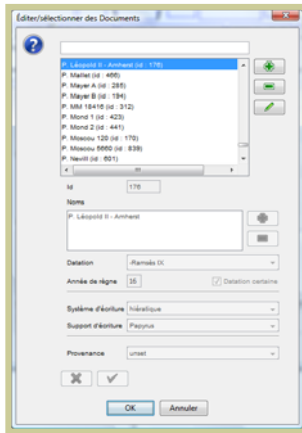 Éditer/sélectionner des Documents
P. Léopold II - Amherst (id : 176)
P. Maillet (id : 466)
P. Mayer A (id : 285)
P. Mayer B (id : 194)
P. MM 18416 (id : 312)
P. Mond 1 (id : 423)
P. Mond 2 (id : 441)
P. Moscou 120 (id : 170)
P. Moscou 5660 (id : 839)
P. Nevill (id : 601)
Id 176
Noms
P. Léopold II - Amherst
Datation -Ramsès IX
Année de règne 16 Datation certaine
Système d'écriture hiératique
Support d'écriture Papyrus
Provenance unset
OK Annuler